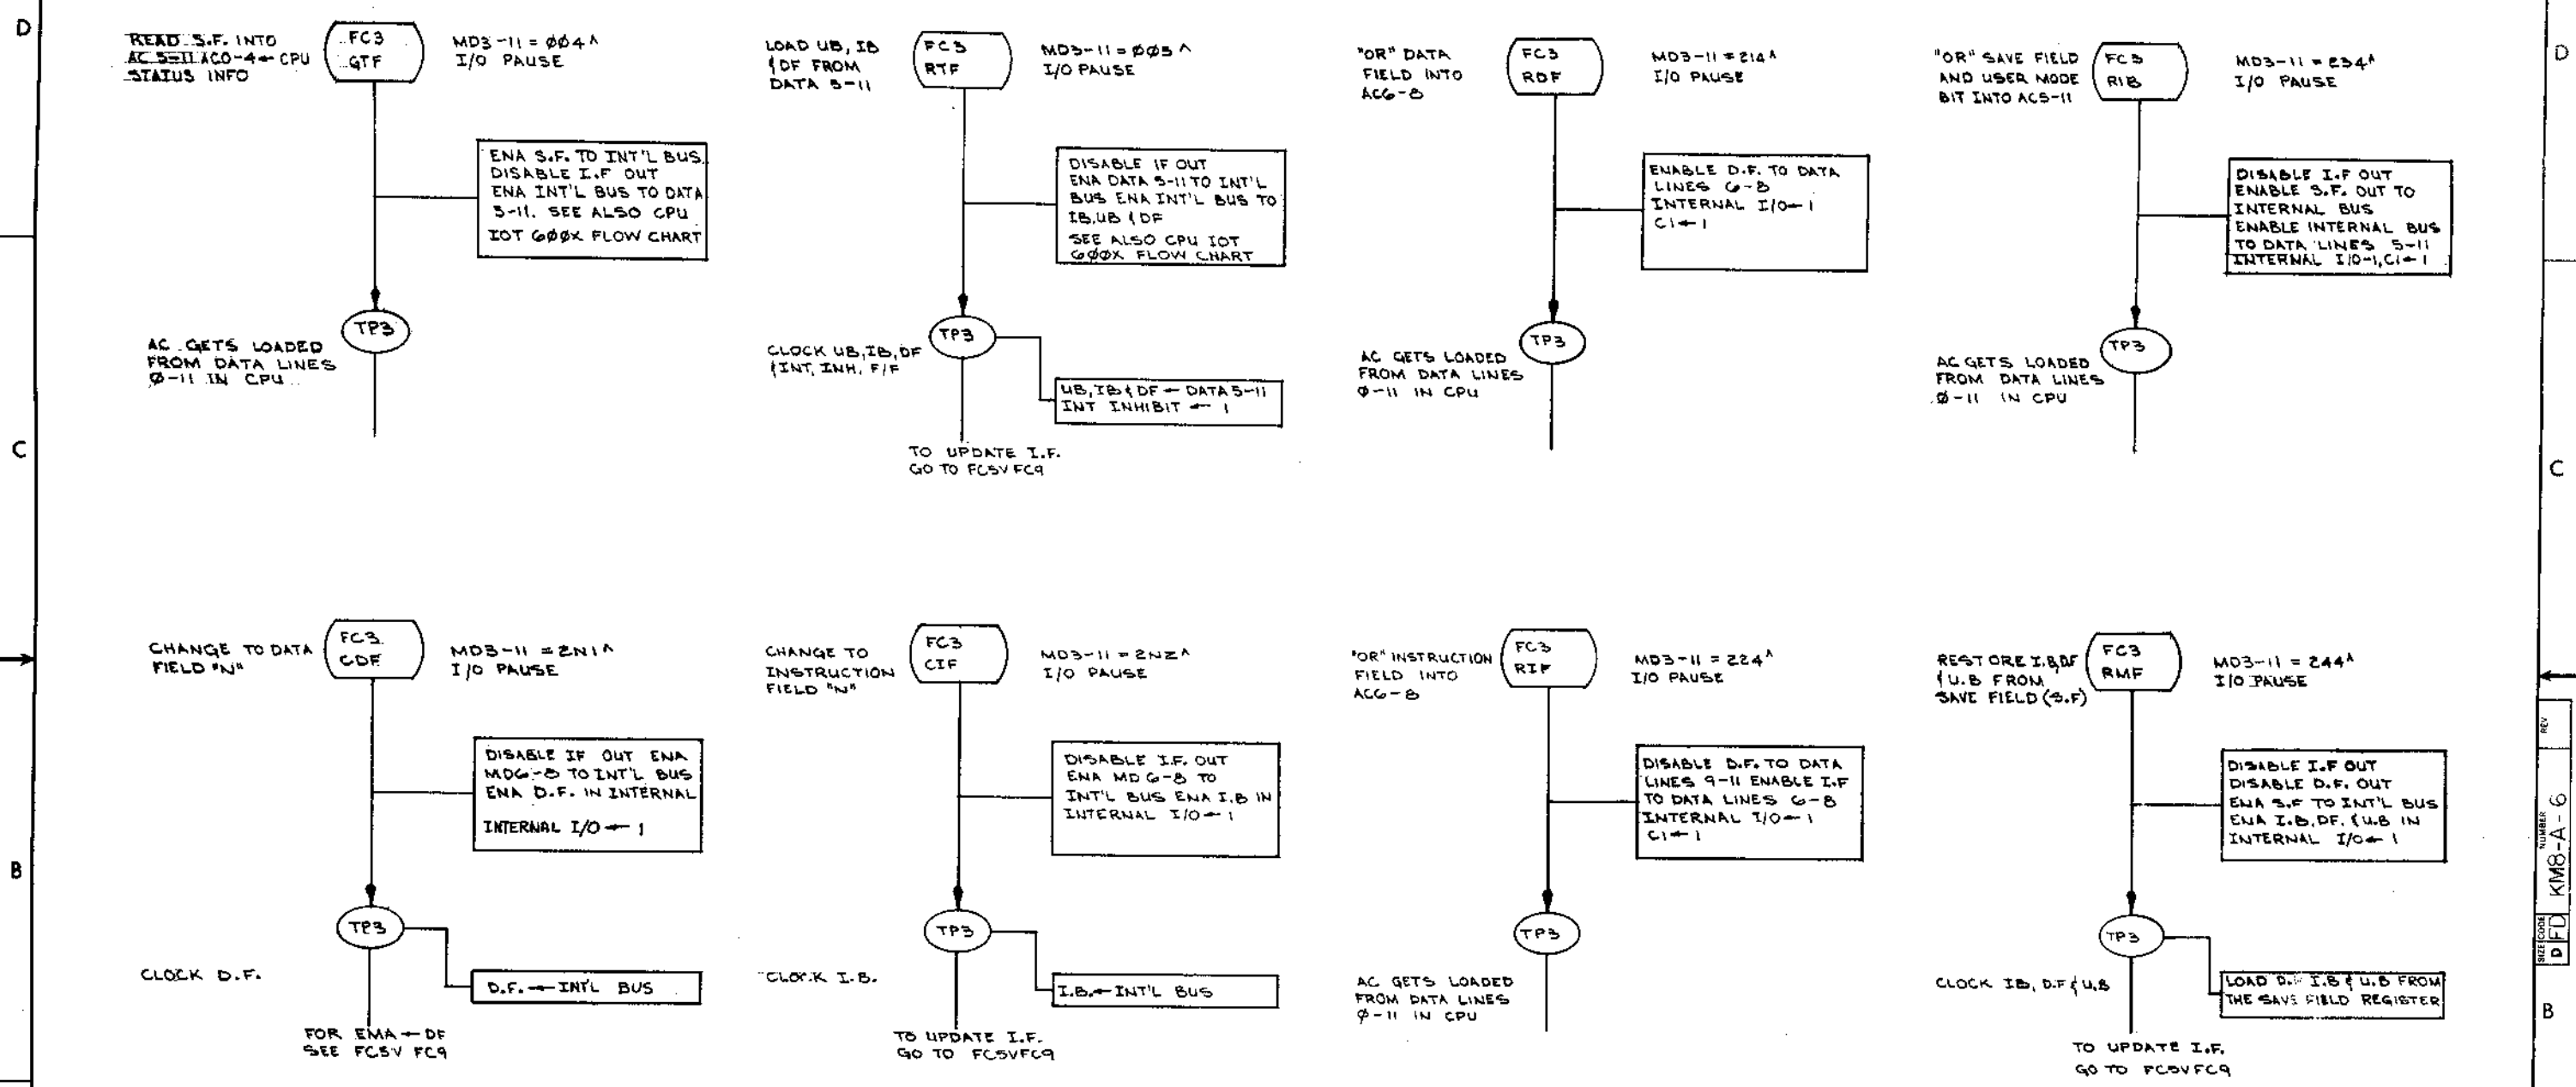 D
READ S.F. INTO
AC 5-11 AC0-4← CPU
STATUS INFO
FC3
GTF
MD3-11 = ØØ4 ^
I/O PAUSE
ENA S.F. TO INT'L BUS.
DISABLE I.F OUT
ENA INT'L BUS TO DATA
5-11. SEE ALSO CPU
IOT 6ØØX FLOW CHART
TP3
AC GETS LOADED
FROM DATA LINES
Ø-11 IN CPU
LOAD UB, IB
& DF FROM
DATA 5-11
FC3
RTF
MD3-11 = ØØ5 ^
I/O PAUSE
DISABLE IF OUT
ENA DATA 5-11 TO INT'L
BUS ENA INT'L BUS TO
IB, UB & DF
SEE ALSO CPU IOT
6ØØX FLOW CHART
TP3
CLOCK UB, IB, DF
& INT. INH. F/F
UB, IB & DF ← DATA 5-11
INT INHIBIT ← 1
TO UPDATE I.F.
GO TO FC5V FC9
"OR" DATA
FIELD INTO
AC6-8
FC3
RDF
MD3-11 = 214 ^
I/O PAUSE
ENABLE D.F. TO DATA
LINES 6-8
INTERNAL I/O ← 1
C1 ← 1
TP3
AC GETS LOADED
FROM DATA LINES
Ø-11 IN CPU
"OR" SAVE FIELD
AND USER MODE
BIT INTO AC5-11
FC3
RIB
MD3-11 = 234 ^
I/O PAUSE
DISABLE I.F OUT
ENABLE S.F. OUT TO
INTERNAL BUS
ENABLE INTERNAL BUS
TO DATA LINES 5-11
INTERNAL I/O-1, C1 ← 1
TP3
AC GETS LOADED
FROM DATA LINES
Ø-11 IN CPU
D
C
C
CHANGE TO DATA
FIELD "N"
FC3
CDF
MD3-11 = 2N1 ^
I/O PAUSE
DISABLE IF OUT ENA
MD6-8 TO INT'L BUS
ENA D.F. IN INTERNAL
INTERNAL I/O ← 1
TP3
CLOCK D.F.
D.F. ← INT'L BUS
FOR EMA ← DF
SEE FC5V FC9
CHANGE TO
INSTRUCTION
FIELD "N"
FC3
CIF
MD3-11 = 2N2 ^
I/O PAUSE
DISABLE I.F. OUT
ENA MD 6-8 TO
INT'L BUS ENA I.B IN
INTERNAL I/O ← 1
TP3
CLOCK I.B.
I.B. ← INT'L BUS
TO UPDATE I.F.
GO TO FC5VFC9
"OR" INSTRUCTION
FIELD INTO
AC6-8
FC3
RIF
MD3-11 = 224 ^
I/O PAUSE
DISABLE D.F. TO DATA
LINES 9-11 ENABLE I.F
TO DATA LINES 6-8
INTERNAL I/O ← 1
C1 ← 1
TP3
AC GETS LOADED
FROM DATA LINES
Ø-11 IN CPU
RESTORE I.B, DF
& U.B FROM
SAVE FIELD (S.F)
FC3
RMF
MD3-11 = 244 ^
I/O PAUSE
DISABLE I.F OUT
DISABLE D.F. OUT
ENA S.F TO INT'L BUS
ENA I.B, DF. & U.B IN
INTERNAL I/O ← 1
TP3
CLOCK IB, D.F & U.B
LOAD D.F I.B & U.B FROM
THE SAVE FIELD REGISTER
TO UPDATE I.F.
GO TO FC5VFC9
B
B
SIZE CODE NUMBER REV
D FD KM8-A-6